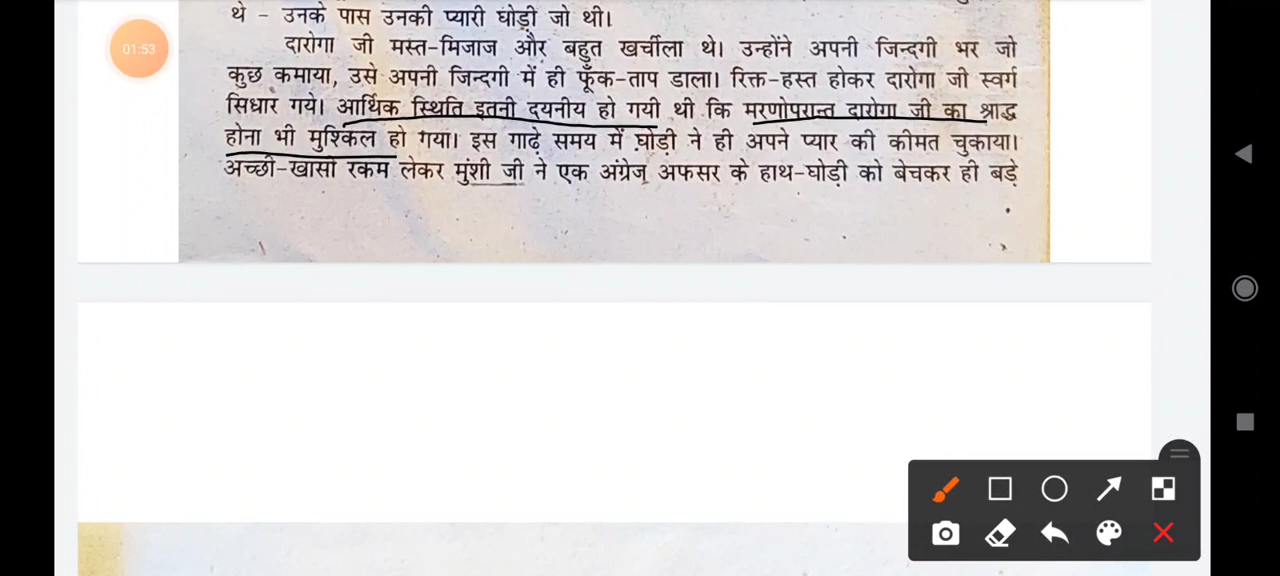 थे - उनके पास उनकी प्यारी घोड़ी जो थी।
01:53
दारोगा जी मस्त-मिजाज और बहुत खर्चीला थे। उन्होंने अपनी जिन्दगी भर जो
कुछ कमाया, उसे अपनी जिन्दगी में ही फूँक-ताप डाला। रिक्त-हस्त होकर दारोगा जी स्वर्ग
सिधार गये। आर्थिक स्थिति इतनी दयनीय हो गयी थी कि मरणोपरान्त दारोगा जी का श्राद्ध
होना भी मुश्किल हो गया। इस गाढ़े समय में घोड़ी ने ही अपने प्यार की कीमत चुकाया।
अच्छी-खासी रकम लेकर मुंशी जी ने एक अंग्रेज अफसर के हाथ-घोड़ी को बेचकर ही बड़े